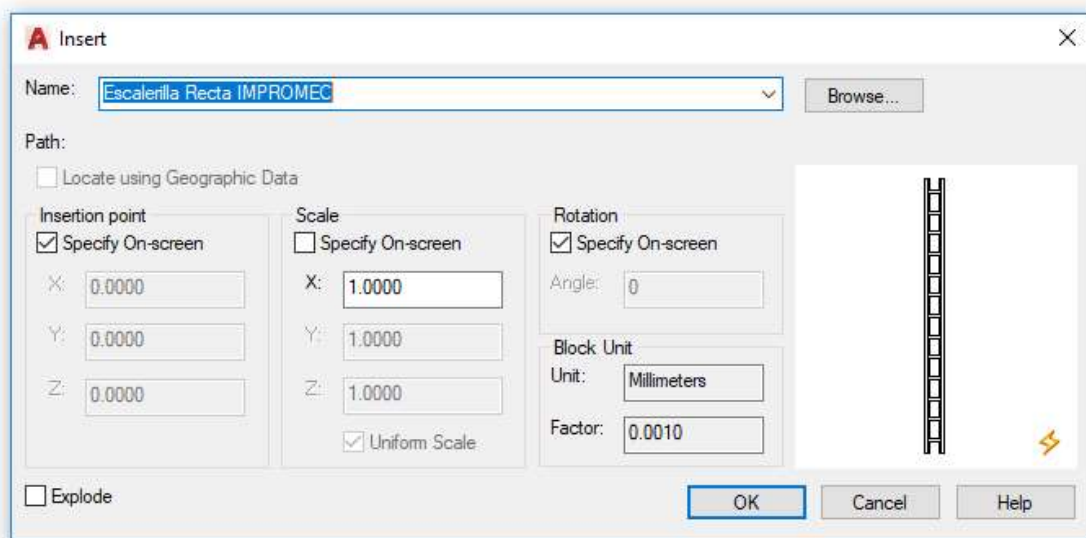 Insert
Name:
Escalerilla Recta IMPROMEC
Browse...
Path:
Locate using Geographic Data
Insertion point
Specify On-screen
X: 0.0000
Y: 0.0000
Z: 0.0000
Scale
Specify On-screen
X: 1.0000
Y: 1.0000
Z: 1.0000
Uniform Scale
Rotation
Specify On-screen
Angle: 0
Block Unit
Unit: Millimeters
Factor: 0.0010
Explode
OK
Cancel
Help